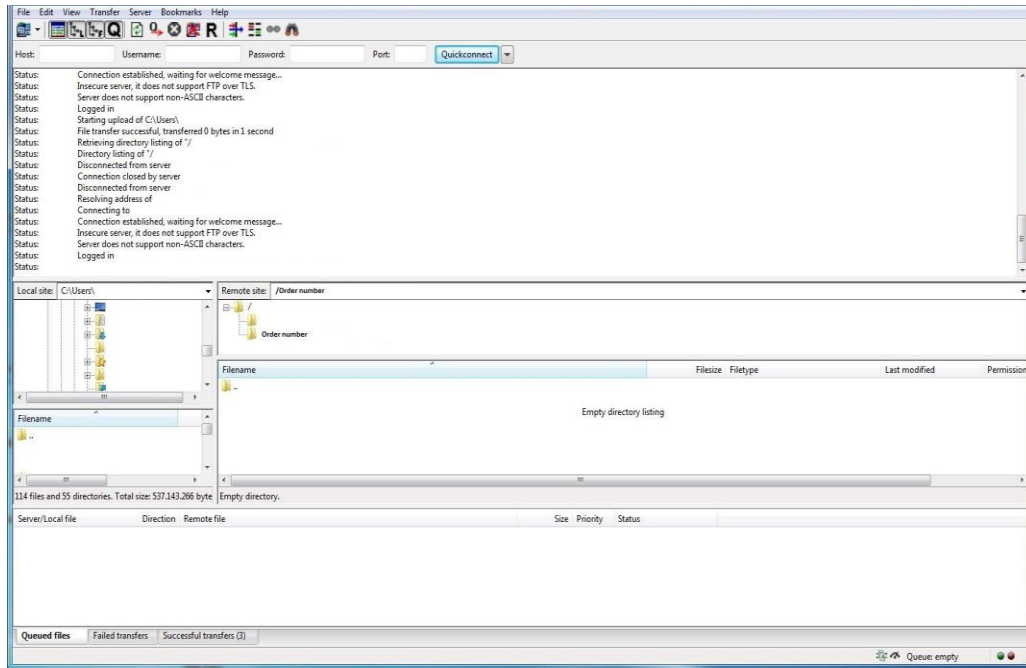 File Edit View Transfer Server Bookmarks Help
Host: Username: Password: Port: Quickconnect
Status: Connection established, waiting for welcome message...
Status: Insecure server, it does not support FTP over TLS.
Status: Server does not support non-ASCII characters.
Status: Logged in
Status: Starting upload of C:\Users\
Status: File transfer successful, transferred 0 bytes in 1 second
Status: Retrieving directory listing of "/
Status: Directory listing of "/
Status: Disconnected from server
Status: Connection closed by server
Status: Disconnected from server
Status: Resolving address of
Status: Connecting to
Status: Connection established, waiting for welcome message...
Status: Insecure server, it does not support FTP over TLS.
Status: Server does not support non-ASCII characters.
Status: Logged in
Status:
Local site: C:\Users\
Remote site: /Order number
/
Order number
Filename Filesize Filetype Last modified Permission
..
Empty directory listing
Filename
..
114 files and 55 directories. Total size: 537.143.266 byte
Empty directory.
Server/Local file Direction Remote file Size Priority Status
Queued files Failed transfers Successful transfers (3)
Queue: empty